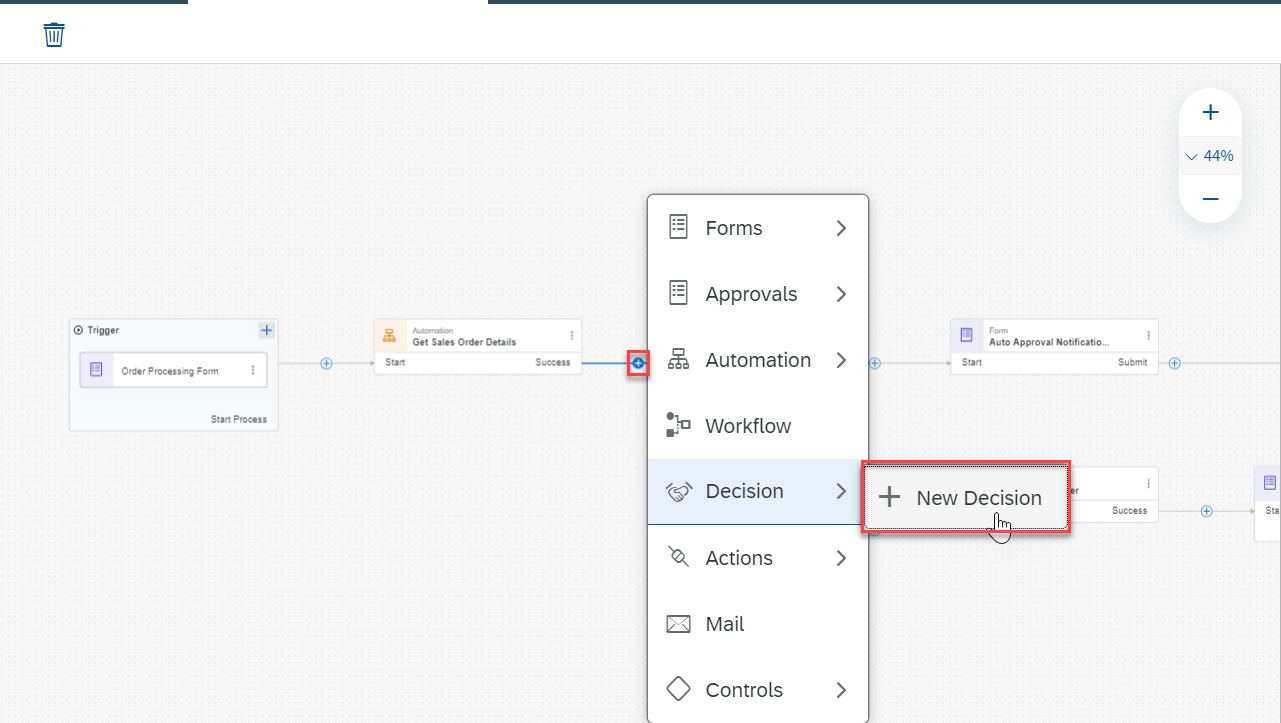 44%
Forms
Approvals
Automation
Workflow
Decision
Actions
Mail
Controls
New Decision
Trigger
Order Processing Form
Start Process
Automation
Get Sales Order Details
Start Success
Form
Auto Approval Notificatio...
Start Submit
er
Success
Sta